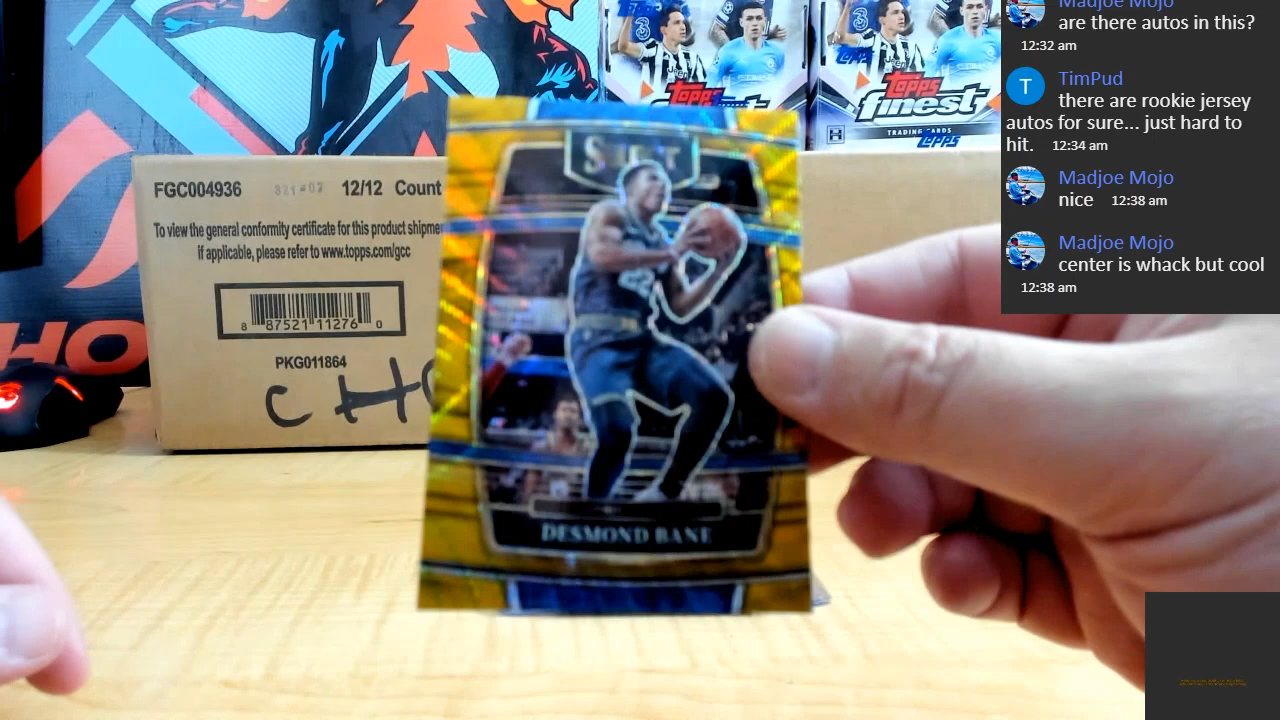 Madjoe Mojo
are there autos in this?
12:32 am
T
TimPud
there are rookie jersey
autos for sure... just hard to
hit. 12:34 am
Madjoe Mojo
nice 12:38 am
Madjoe Mojo
center is whack but cool
12:38 am
topps
topps
finest
TRADING CARDS
topps
FGC004936 12/12 Count
To view the general conformity certificate for this product
if applicable, please refer to www.topps.com/gcc
8 87521 11276 0
PKG011864
CH
HO
DESMOND BANE